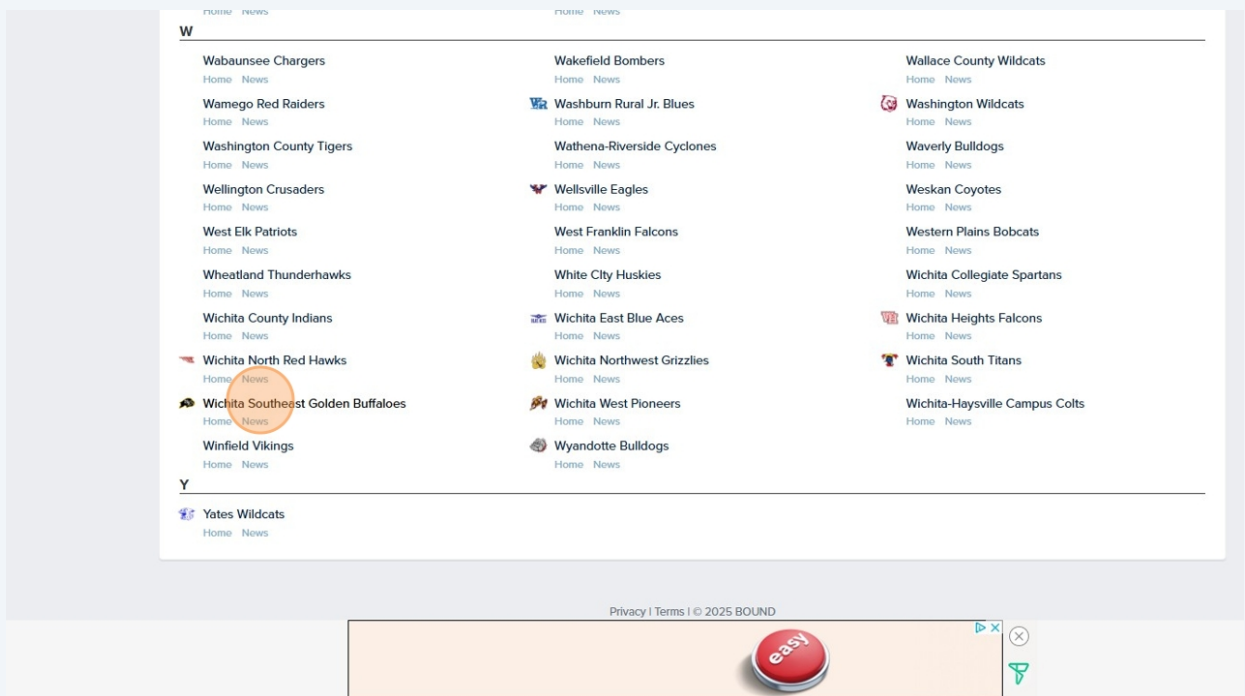 Home News Home News
W
Wabaunsee Chargers Wakefield Bombers Wallace County Wildcats
Home News Home News Home News
Wamego Red Raiders Washburn Rural Jr. Blues Washington Wildcats
Home News Home News Home News
Washington County Tigers Wathena-Riverside Cyclones Waverly Bulldogs
Home News Home News Home News
Wellington Crusaders Wellsville Eagles Weskan Coyotes
Home News Home News Home News
West Elk Patriots West Franklin Falcons Western Plains Bobcats
Home News Home News Home News
Wheatland Thunderhawks White CIty Huskies Wichita Collegiate Spartans
Home News Home News Home News
Wichita County Indians Wichita East Blue Aces Wichita Heights Falcons
Home News Home News Home News
Wichita North Red Hawks Wichita Northwest Grizzlies Wichita South Titans
Home News Home News Home News
Wichita Southeast Golden Buffaloes Wichita West Pioneers Wichita-Haysville Campus Colts
Home News Home News Home News
Winfield Vikings Wyandotte Bulldogs
Home News Home News
Y
Yates Wildcats
Home News
Privacy | Terms | © 2025 BOUND
easy